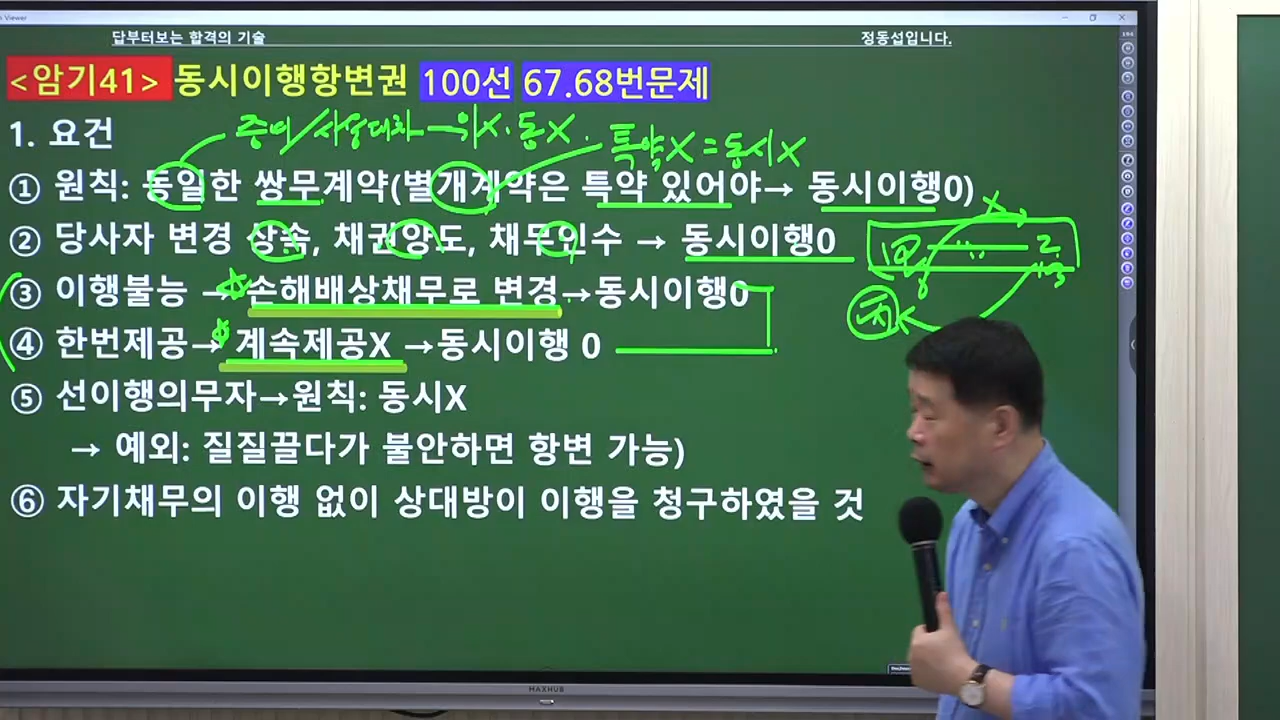 Viewer
답부터보는 합격의 기술 정동섭입니다.
<암기41> 동시이행항변권 100선 67.68번문제
증여/사용대차 - 위X.동X.
특약X = 동시X
1. 요건
① 원칙: 동일한 쌍무계약(별개계약은 특약 있어야→ 동시이행0)
② 당사자 변경 상속, 채권양도, 채무인수 → 동시이행0
③ 이행불능 → 손해배상채무로 변경→동시이행0
④ 한번제공→ 계속제공X →동시이행 0
⑤ 선이행의무자→원칙: 동시X
→ 예외: 질질끌다가 불안하면 항변 가능)
⑥ 자기채무의 이행 없이 상대방이 이행을 청구하였을 것
MAXHUB